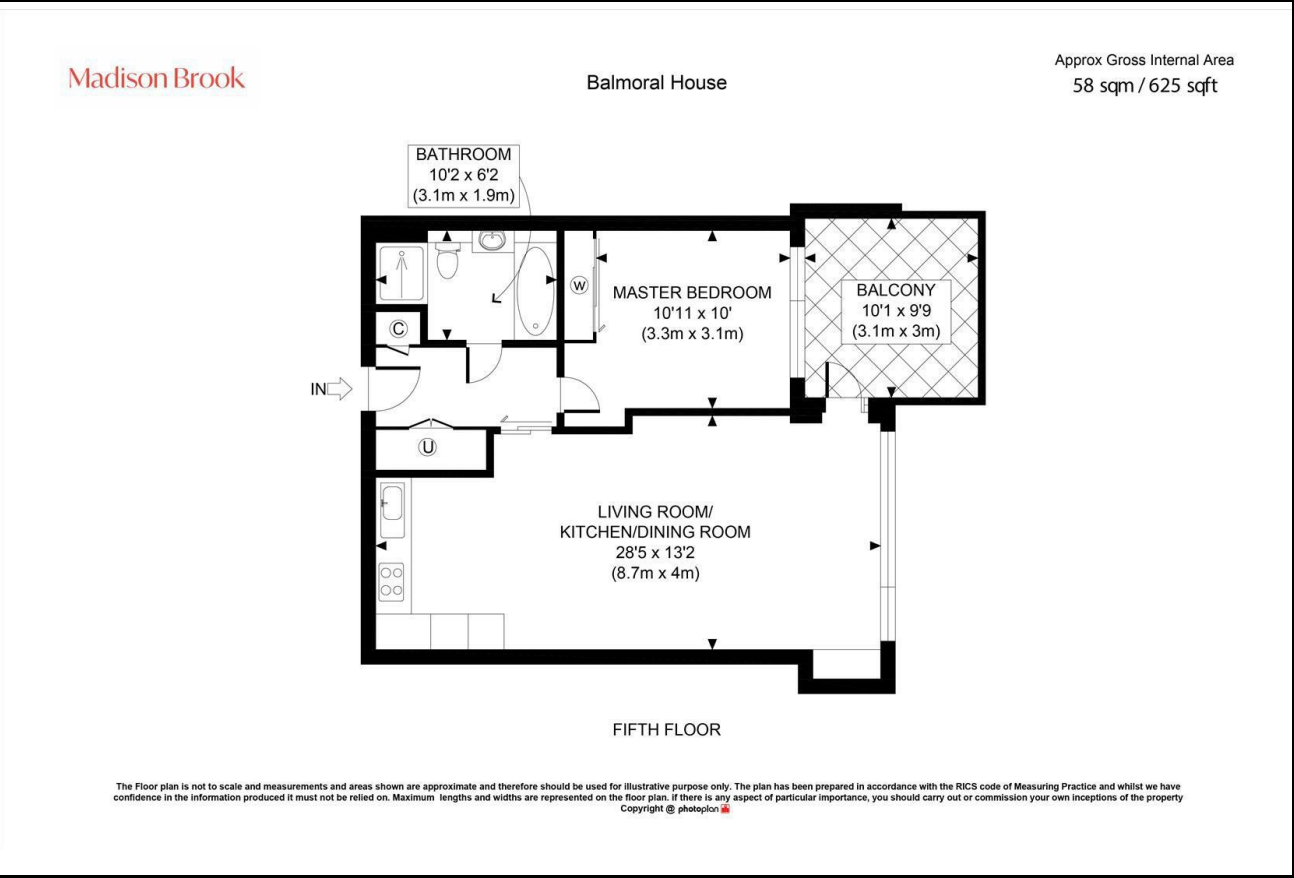 Madison Brook
Balmoral House
Approx Gross Internal Area
58 sqm / 625 sqft
BATHROOM
10'2 x 6'2
(3.1m x 1.9m)
W
MASTER BEDROOM
10'11 x 10'
(3.3m x 3.1m)
BALCONY
10'1 x 9'9
(3.1m x 3m)
C
IN
U
LIVING ROOM/
KITCHEN/DINING ROOM
28'5 x 13'2
(8.7m x 4m)
FIFTH FLOOR
The Floor plan is not to scale and measurements and areas shown are approximate and therefore should be used for illustrative purpose only. The plan has been prepared in accordance with the RICS code of Measuring Practice and whilst we have
confidence in the information produced it must not be relied on. Maximum lengths and widths are represented on the floor plan. if there is any aspect of particular importance, you should carry out or commission your own inceptions of the property
Copyright @ photoplan